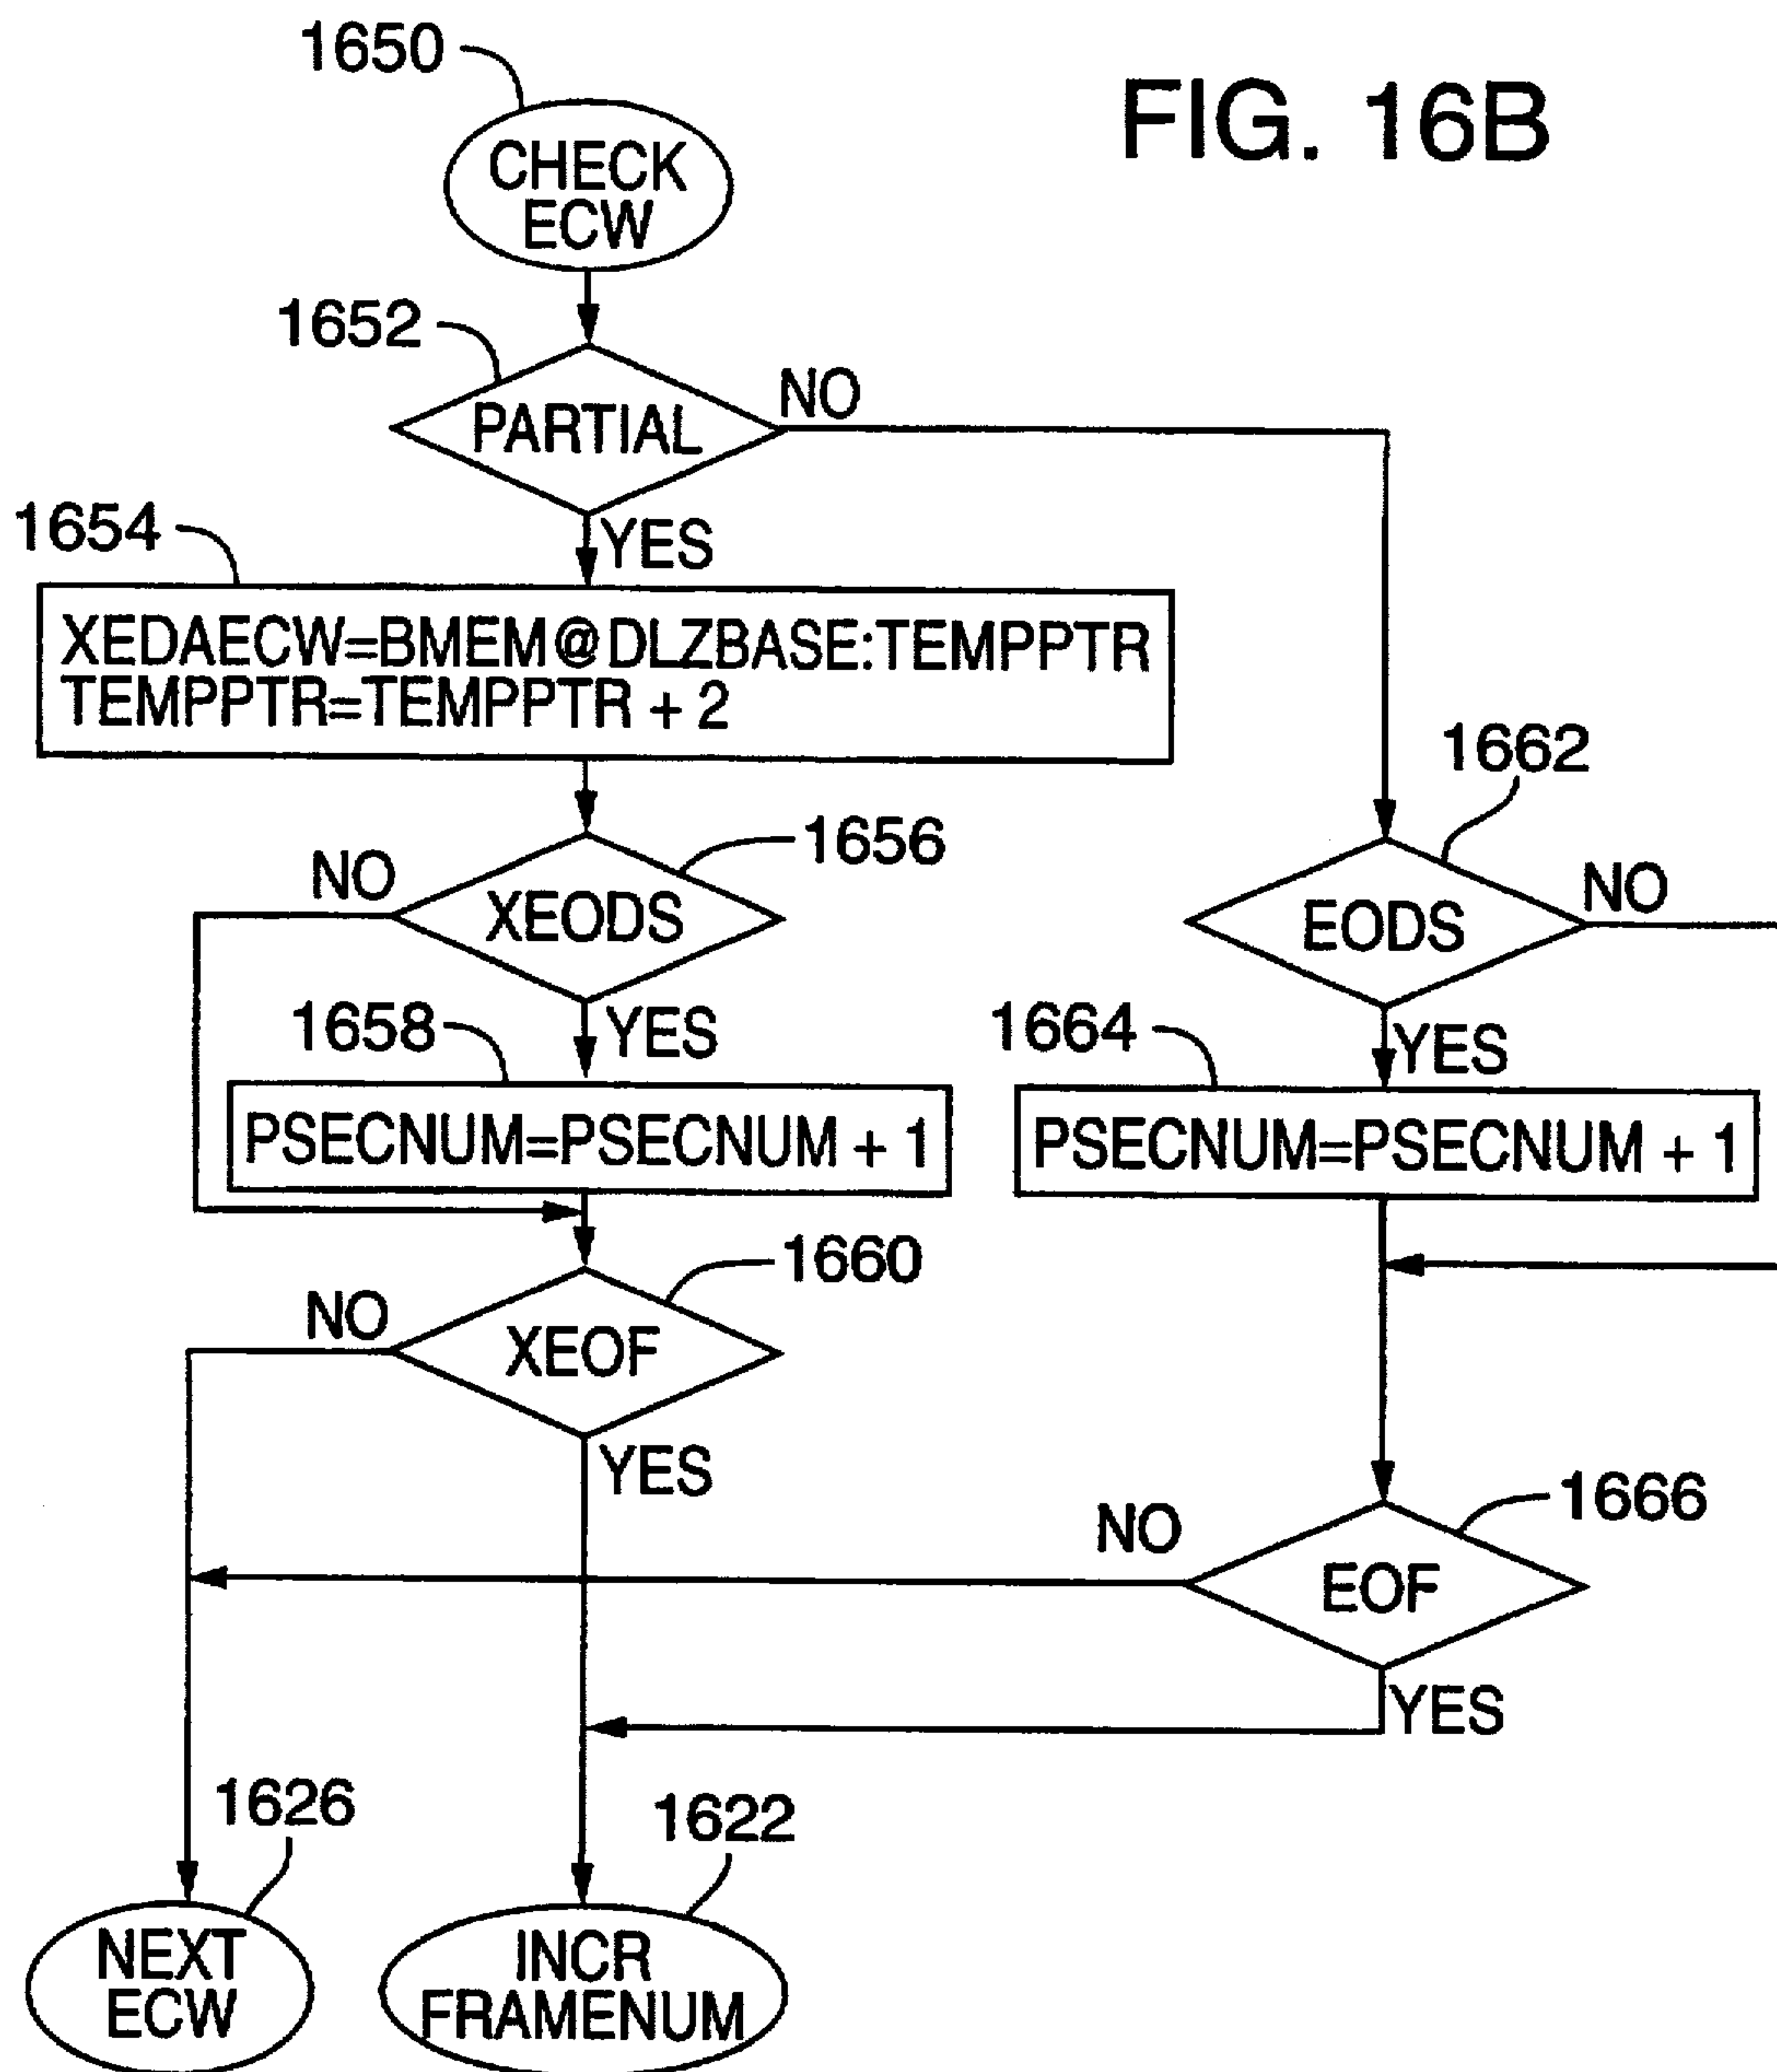 1650
FIG. 16B
CHECK
ECW
1652
PARTIAL
NO
YES
1654
XEDAECW=BMEM@DLZBASE:TEMPPTR
TEMPPTR=TEMPPTR + 2
1656
NO
XEODS
YES
1662
EODS
NO
YES
1658
PSECNUM=PSECNUM + 1
1664
PSECNUM=PSECNUM + 1
1660
NO
XEOF
YES
1666
NO
EOF
YES
1626
NEXT
ECW
1622
INCR
FRAMENUM